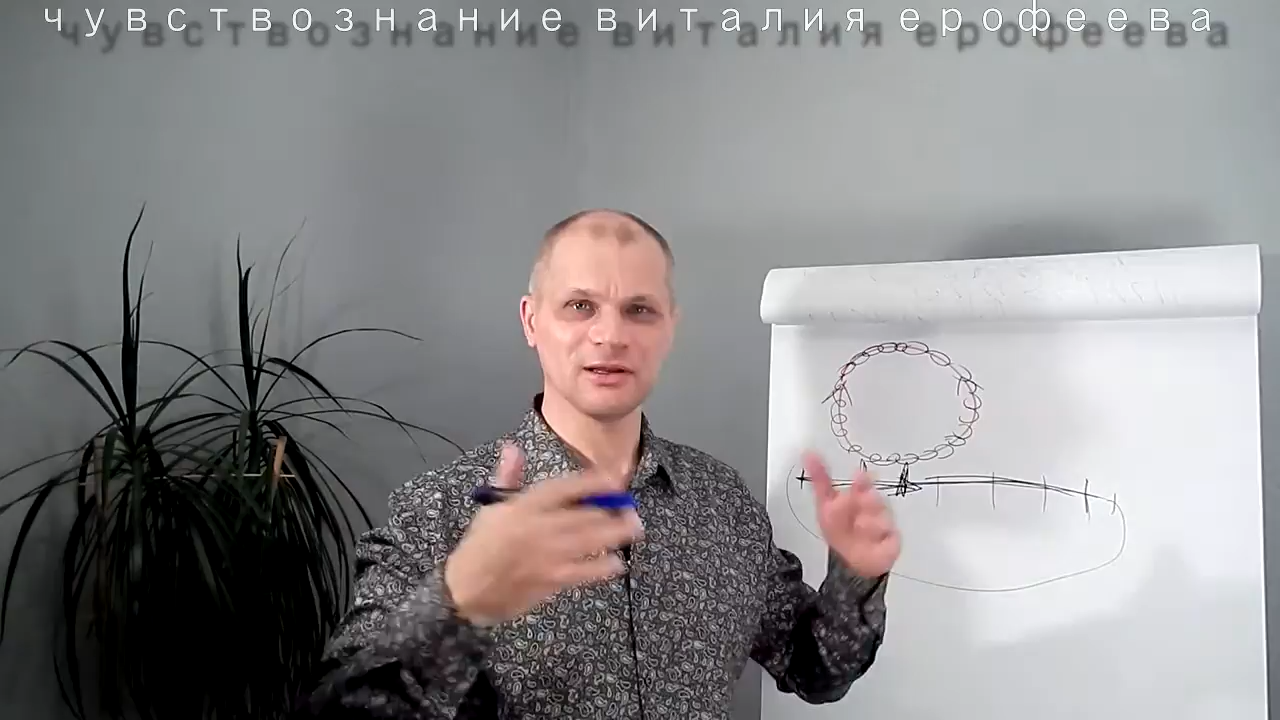 чувствознание виталия ерофеева